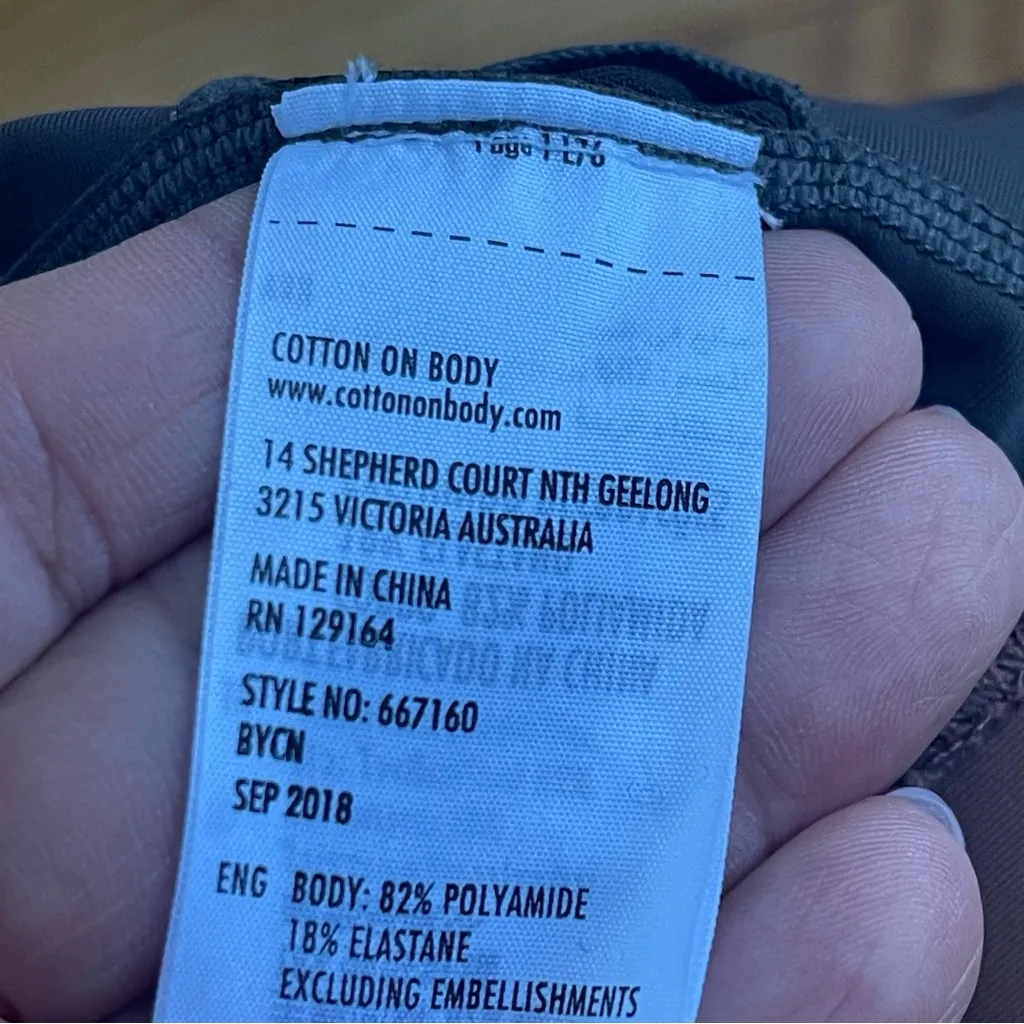 COTTON ON BODY
www.cottononbody.com
14 SHEPHERD COURT NTH GEELONG
3215 VICTORIA AUSTRALIA
MADE IN CHINA
RN 129164
STYLE NO: 667160
BYCN
SEP 2018
ENG BODY: 82% POLYAMIDE
18% ELASTANE
EXCLUDING EMBELLISHMENTS